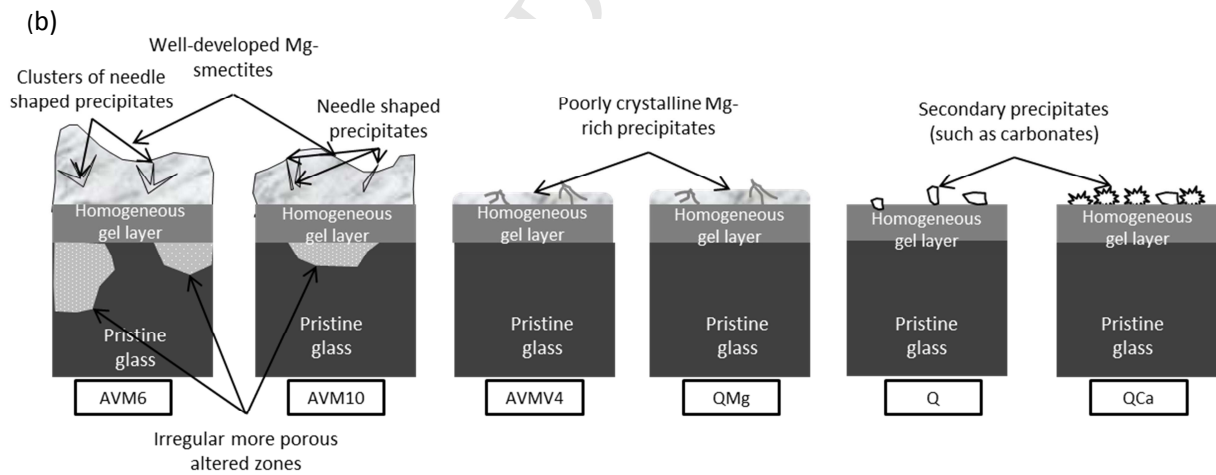 (b)
Well-developed Mg-
smectites
Clusters of needle
shaped precipitates
Needle shaped
precipitates
Poorly crystalline Mg-
rich precipitates
Secondary precipitates
(such as carbonates)
Homogeneous
gel layer
Homogeneous
gel layer
Homogeneous
gel layer
Homogeneous
gel layer
Homogeneous
gel layer
Homogeneous
gel layer
Pristine
glass
Pristine
glass
Pristine
glass
Pristine
glass
Pristine
glass
Pristine
glass
AVM6
AVM10
AVMV4
QMg
Q
QCa
Irregular more porous
altered zones